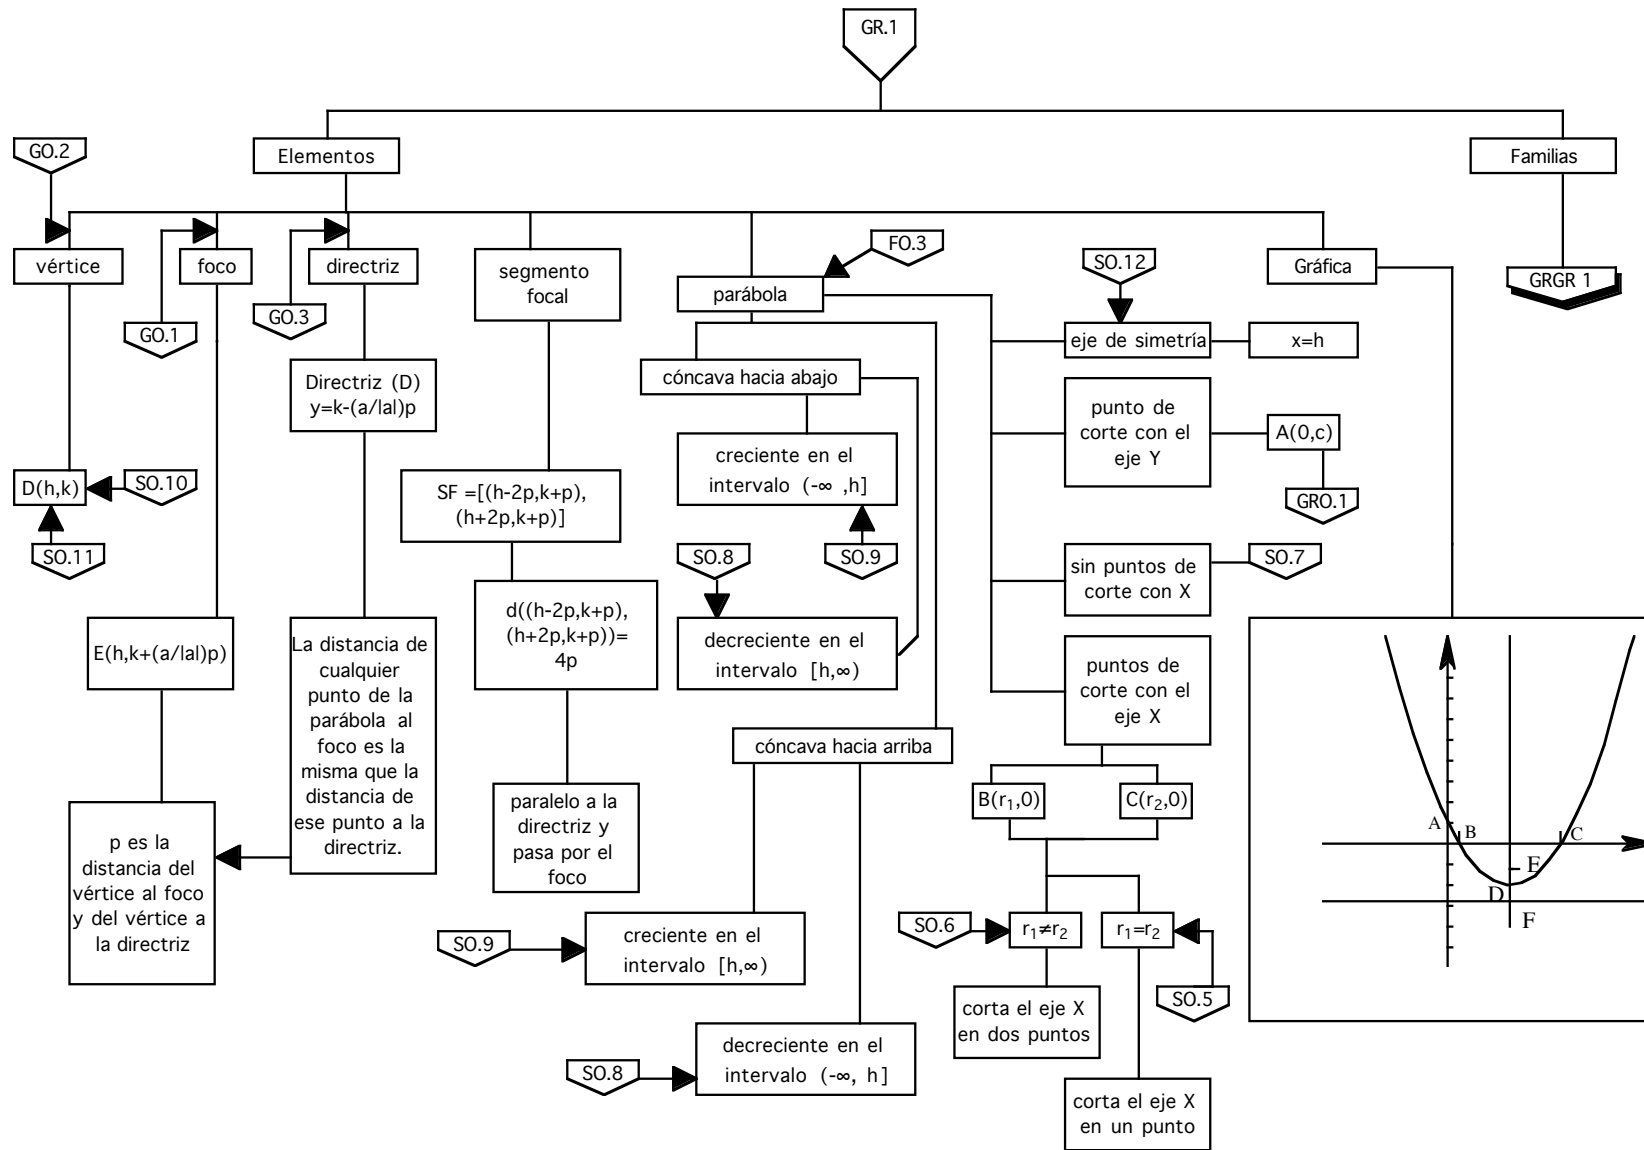 GR.1
GO.2
Elementos
Familias
vértice
foco
directriz
segmento
focal
FO.3
parábola
SO.12
Gráfica
GRGR 1
GO.1
GO.3
eje de simetría
x=h
Directriz (D)
y=k-(a/|a|)p
cóncava hacia abajo
punto de
corte con el
eje Y
A(0,c)
creciente en el
intervalo (-∞ ,h]
D(h,k)
SO.10
SF =[(h-2p,k+p),
(h+2p,k+p)]
GRO.1
SO.11
SO.8
SO.9
sin puntos de
corte con X
SO.7
d((h-2p,k+p),
(h+2p,k+p))=
4p
E(h,k+(a/|a|)p)
La distancia de
cualquier
punto de la
parábola al
foco es la
misma que la
distancia de
ese punto a la
directriz.
decreciente en el
intervalo [h,∞)
puntos de
corte con el
eje X
cóncava hacia arriba
B(r₁,0)
C(r₂,0)
paralelo a la
directriz y
pasa por el
foco
p es la
distancia del
vértice al foco
y del vértice a
la directriz
A
B
C
E
D
F
SO.6
r₁≠r₂
r₁=r₂
SO.9
creciente en el
intervalo [h,∞)
SO.5
corta el eje X
en dos puntos
SO.8
decreciente en el
intervalo (-∞, h]
corta el eje X
en un punto